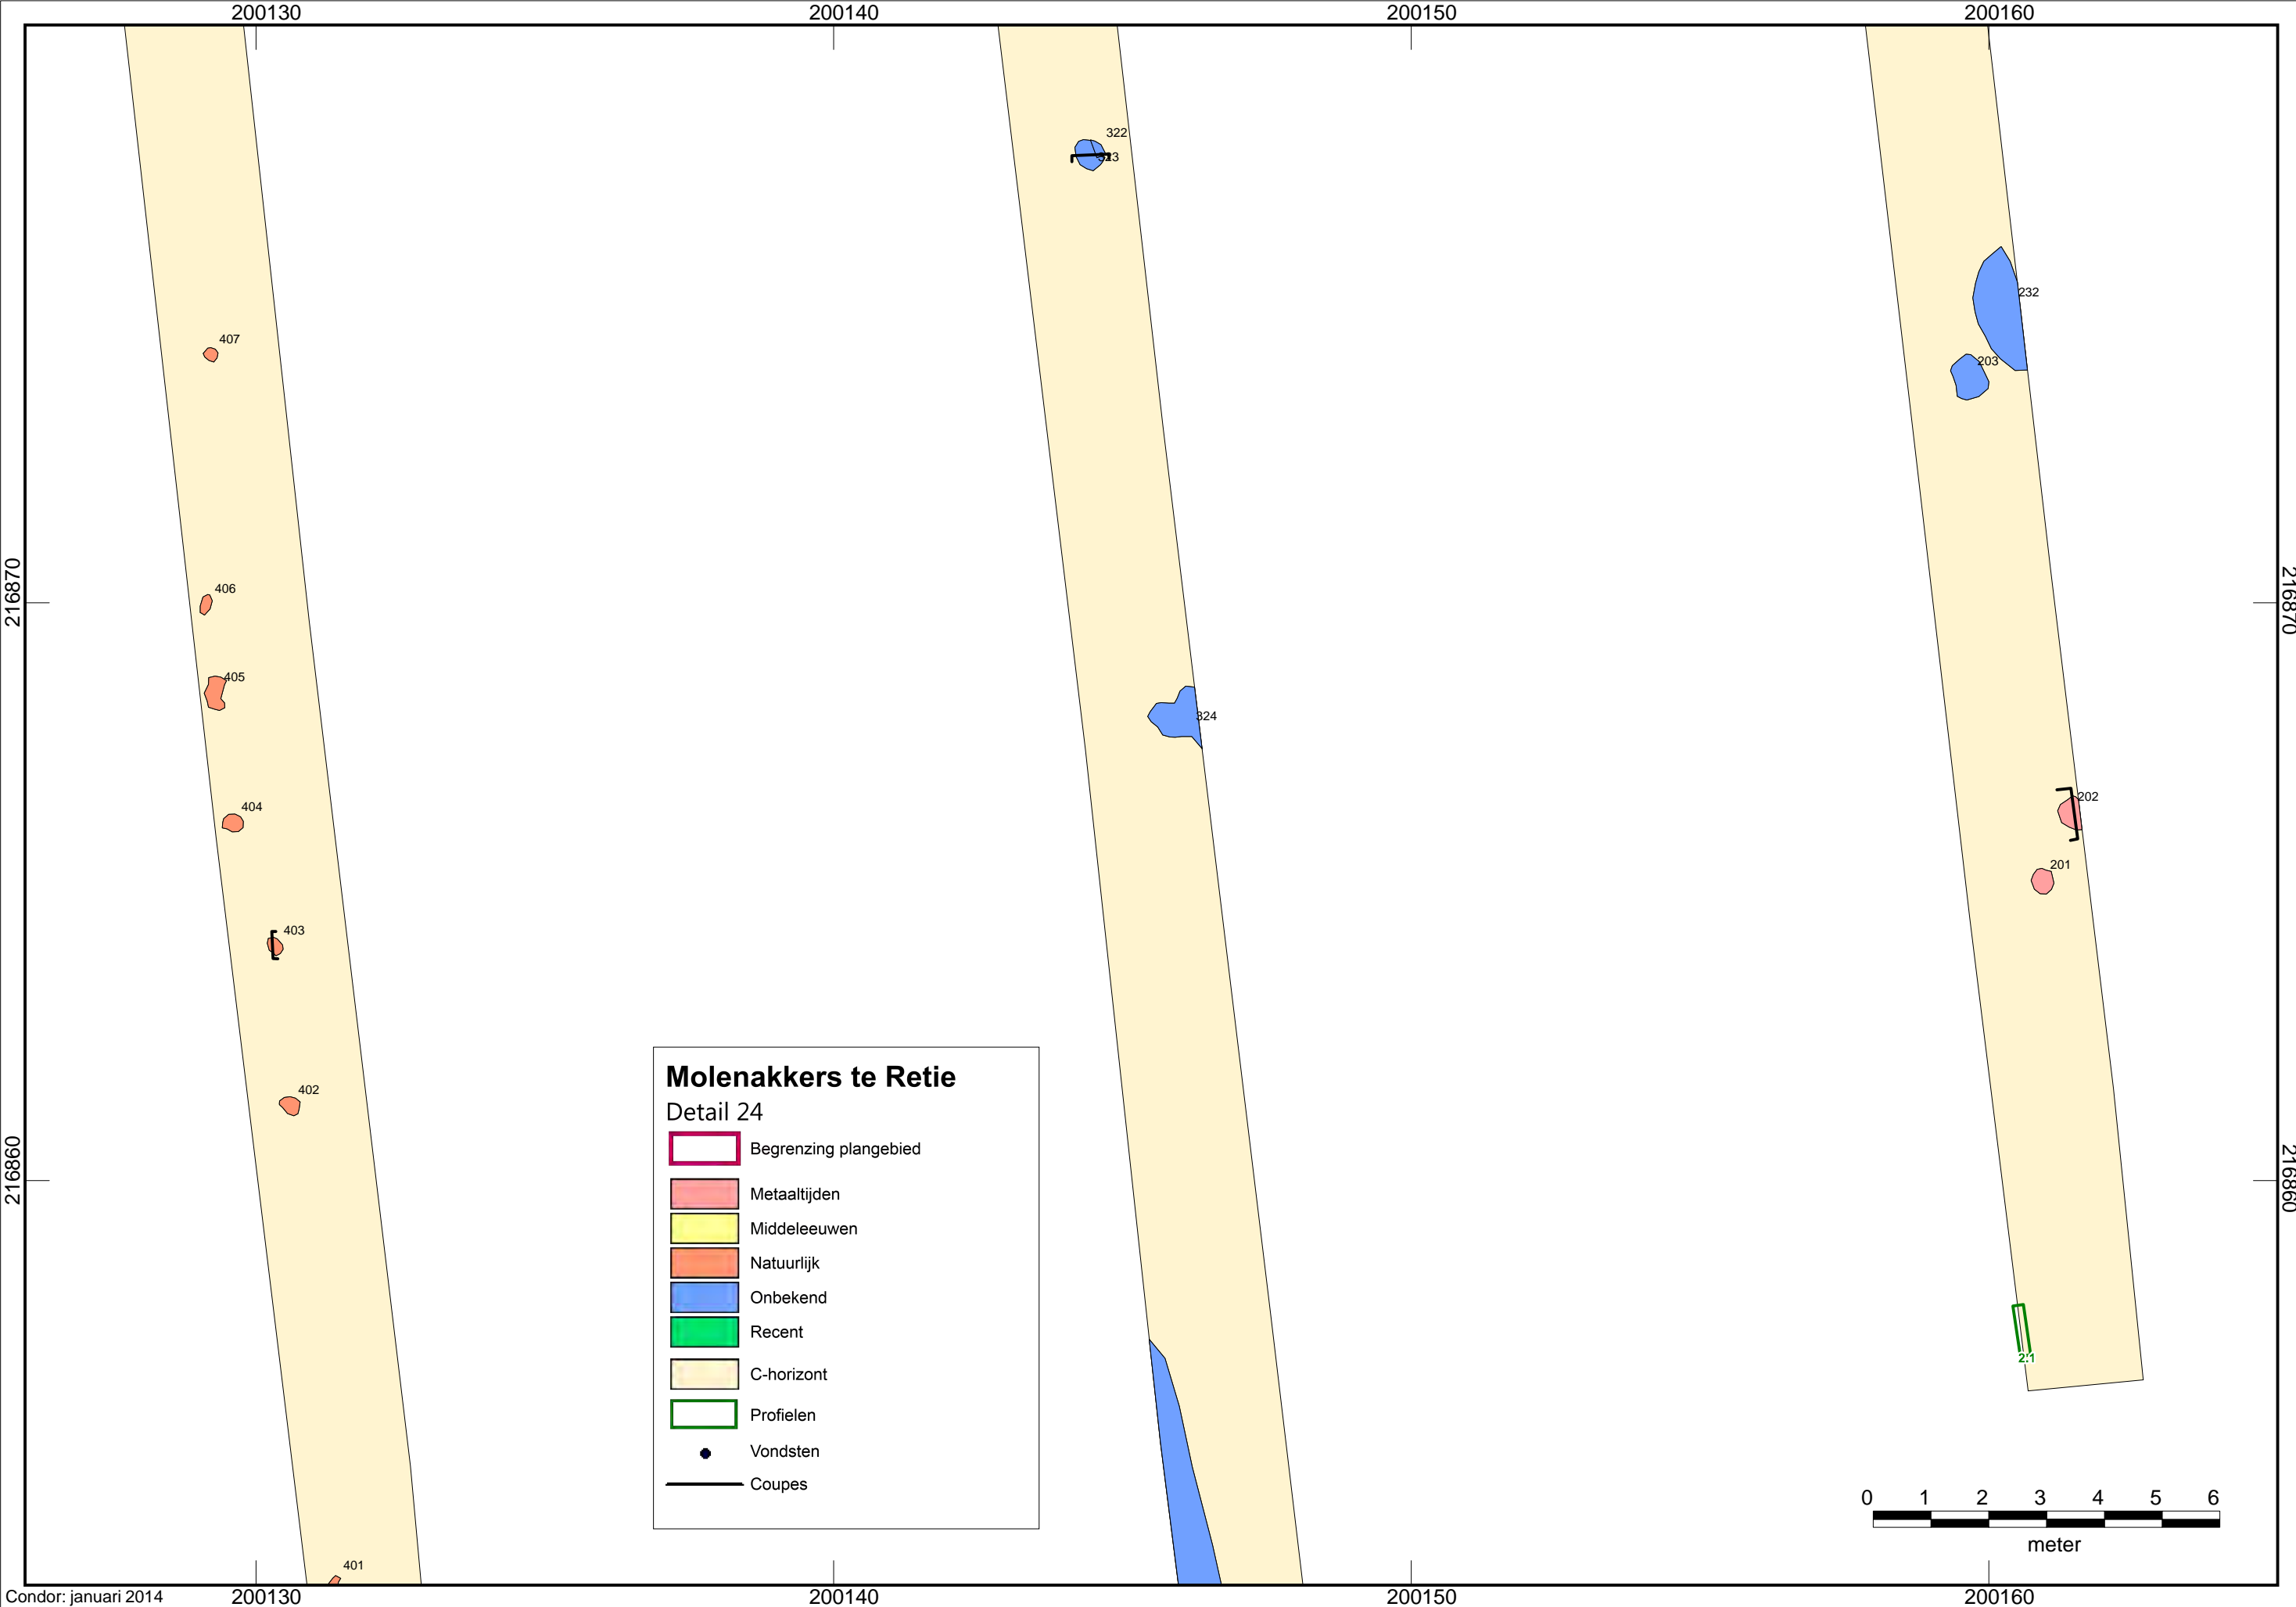 200130 200140 200150 200160
322
232
407
203
216870 216870
406
405
324
404
202
201
403
402
216860 216860
Molenakkers te Retie
Detail 24
Begrenzing plangebied
Metaaltijden
Middeleeuwen
Natuurlijk
Onbekend
Recent
C-horizont
Profielen
Vondsten
Coupes
2.1
0 1 2 3 4 5 6
meter
401
Condor: januari 2014
200130 200140 200150 200160